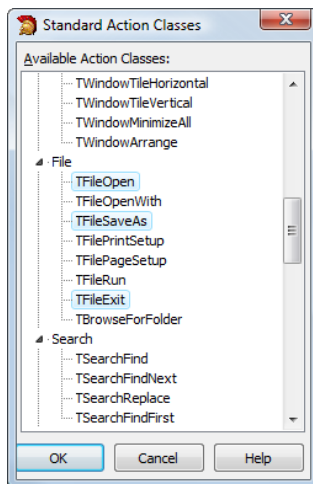 Standard Action Classes
Available Action Classes:
TWindowTileHorizontal
TWindowTileVertical
TWindowMinimizeAll
TWindowArrange
File
TFileOpen
TFileOpenWith
TFileSaveAs
TFilePrintSetup
TFilePageSetup
TFileRun
TFileExit
TBrowseForFolder
Search
TSearchFind
TSearchFindNext
TSearchReplace
TSearchFindFirst
OK Cancel Help